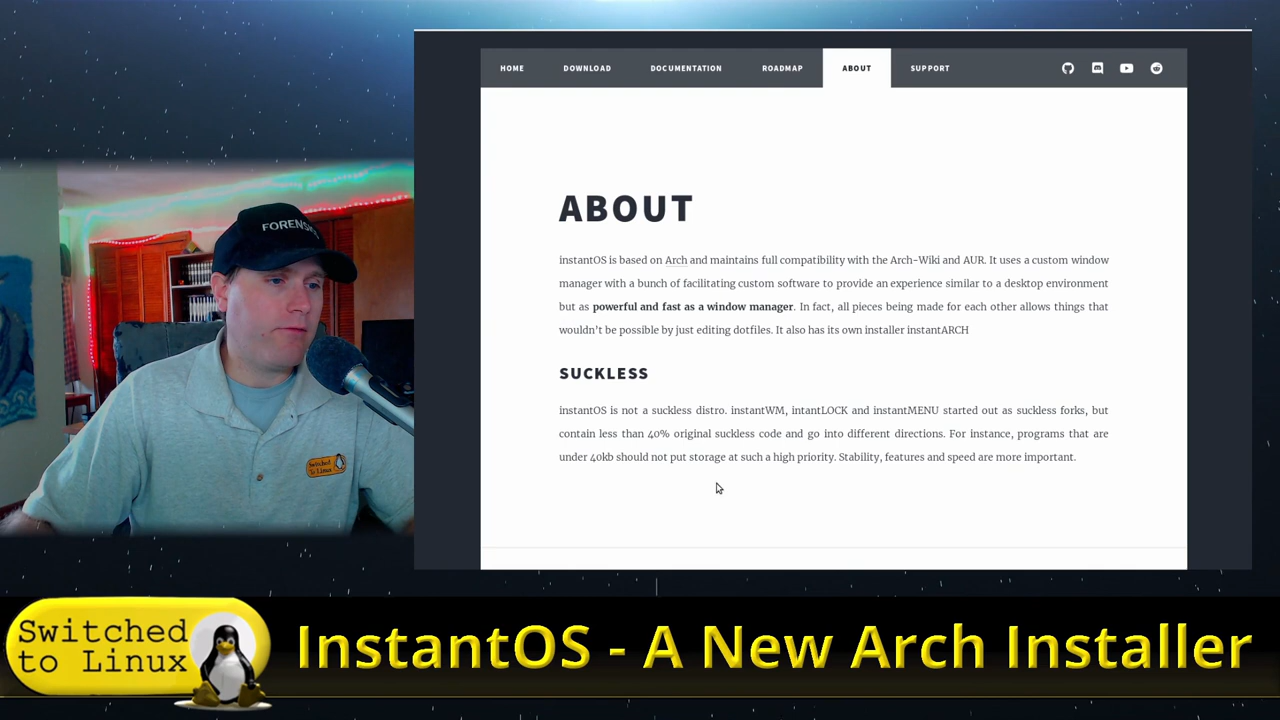 HOME DOWNLOAD DOCUMENTATION ROADMAP ABOUT SUPPORT
ABOUT
instantOS is based on Arch and maintains full compatibility with the Arch-Wiki and AUR. It uses a custom window
manager with a bunch of facilitating custom software to provide an experience similar to a desktop environment
but as powerful and fast as a window manager. In fact, all pieces being made for each other allows things that
wouldn't be possible by just editing dotfiles. It also has its own installer instantARCH
SUCKLESS
instantOS is not a suckless distro. instantWM, intantLOCK and instantMENU started out as suckless forks, but
contain less than 40% original suckless code and go into different directions. For instance, programs that are
under 40kb should not put storage at such a high priority. Stability, features and speed are more important.
Switched
To Linux
Switched
to Linux
InstantOS - A New Arch Installer